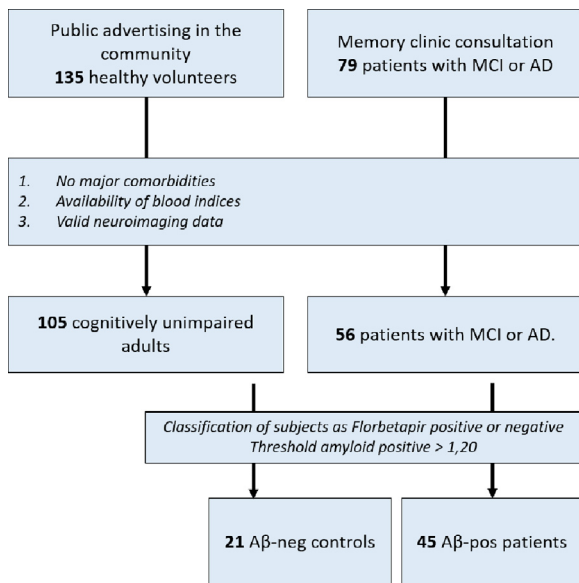 Public advertising in the
community
135 healthy volunteers
Memory clinic consultation
79 patients with MCI or AD
1. No major comorbidities
2. Availability of blood indices
3. Valid neuroimaging data
105 cognitively unimpaired
adults
56 patients with MCI or AD.
Classification of subjects as Florbetapir positive or negative
Threshold amyloid positive > 1,20
21 Aβ-neg controls
45 Aβ-pos patients